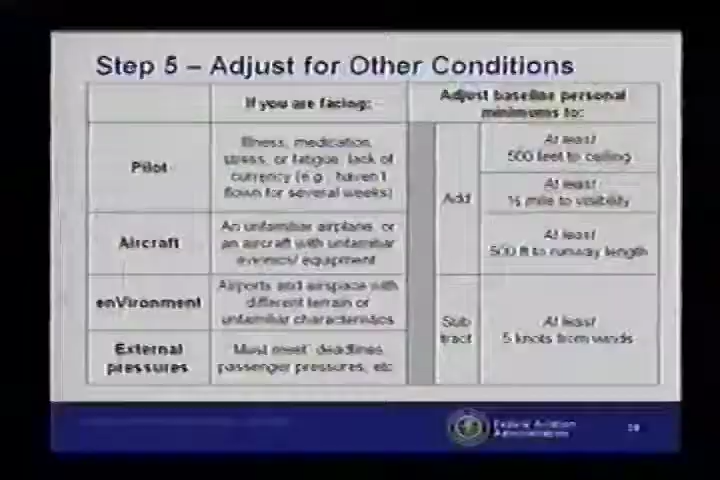 Step 5 – Adjust for Other Conditions
If you are facing:
Adjust baseline personal
minimums to:
Pilot
Illness, medication,
stress, or fatigue, lack of
currency (e.g., haven't
flown for several weeks)
Add
At least
500 feet to ceiling
At least
½ mile to visibility
At least
500 ft to runway length
Aircraft
An unfamiliar airplane, or
an aircraft with unfamiliar
avionics/ equipment
enVironment
Airports and airspace with
different terrain or
unfamiliar characteristics
Sub
tract
At least
5 knots from winds
External
pressures
"Must meet" deadlines,
passenger pressures, etc
Federal Aviation
Administration